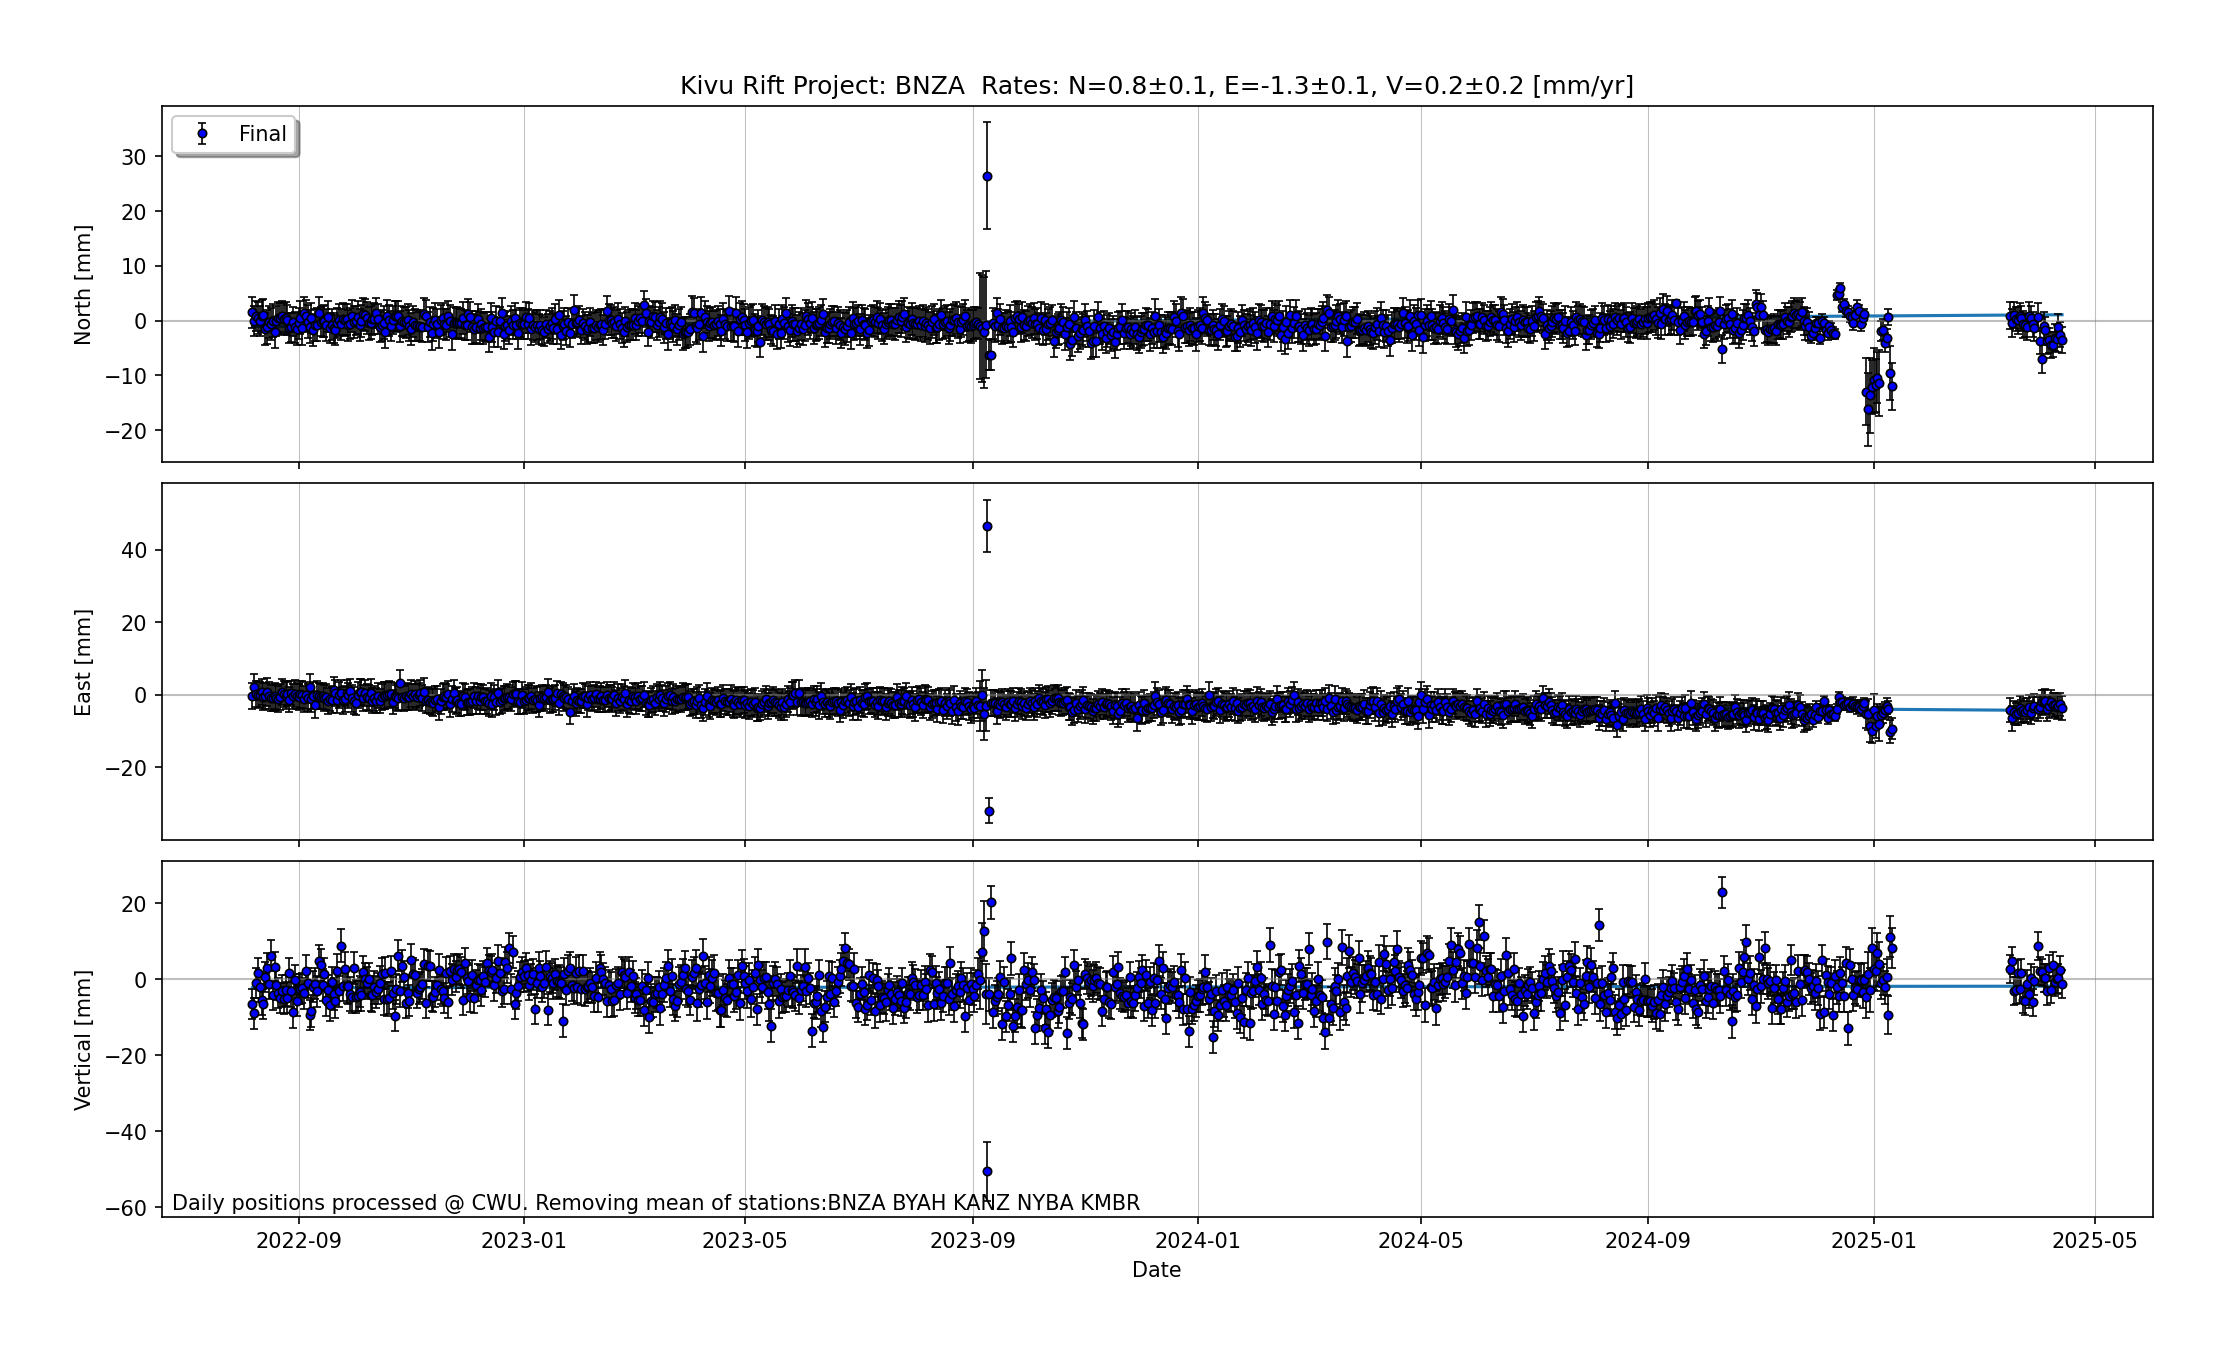 Kivu Rift Project: BNZA  Rates: N=0.8±0.1, E=-1.3±0.1, V=0.2±0.2 [mm/yr]
Final
North [mm]
30
20
10
0
−10
−20
East [mm]
40
20
0
−20
Vertical [mm]
20
0
−20
−40
−60
Daily positions processed @ CWU. Removing mean of stations:BNZA BYAH KANZ NYBA KMBR
2022-09 2023-01 2023-05 2023-09 2024-01 2024-05 2024-09 2025-01 2025-05
Date